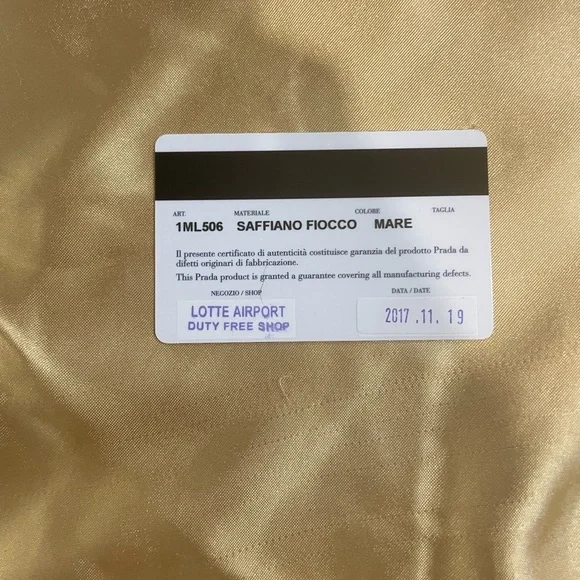 ART. MATERIALE COLORE TAGLIA
1ML506 SAFFIANO FIOCCO MARE
Il presente certificato di autenticità costituisce garanzia del prodotto Prada da
difetti originari di fabbricazione.
This Prada product is granted a guarantee covering all manufacturing defects.
NEGOZIO / SHOP DATA / DATE
LOTTE AIRPORT
DUTY FREE SHOP
2017 .11. 19